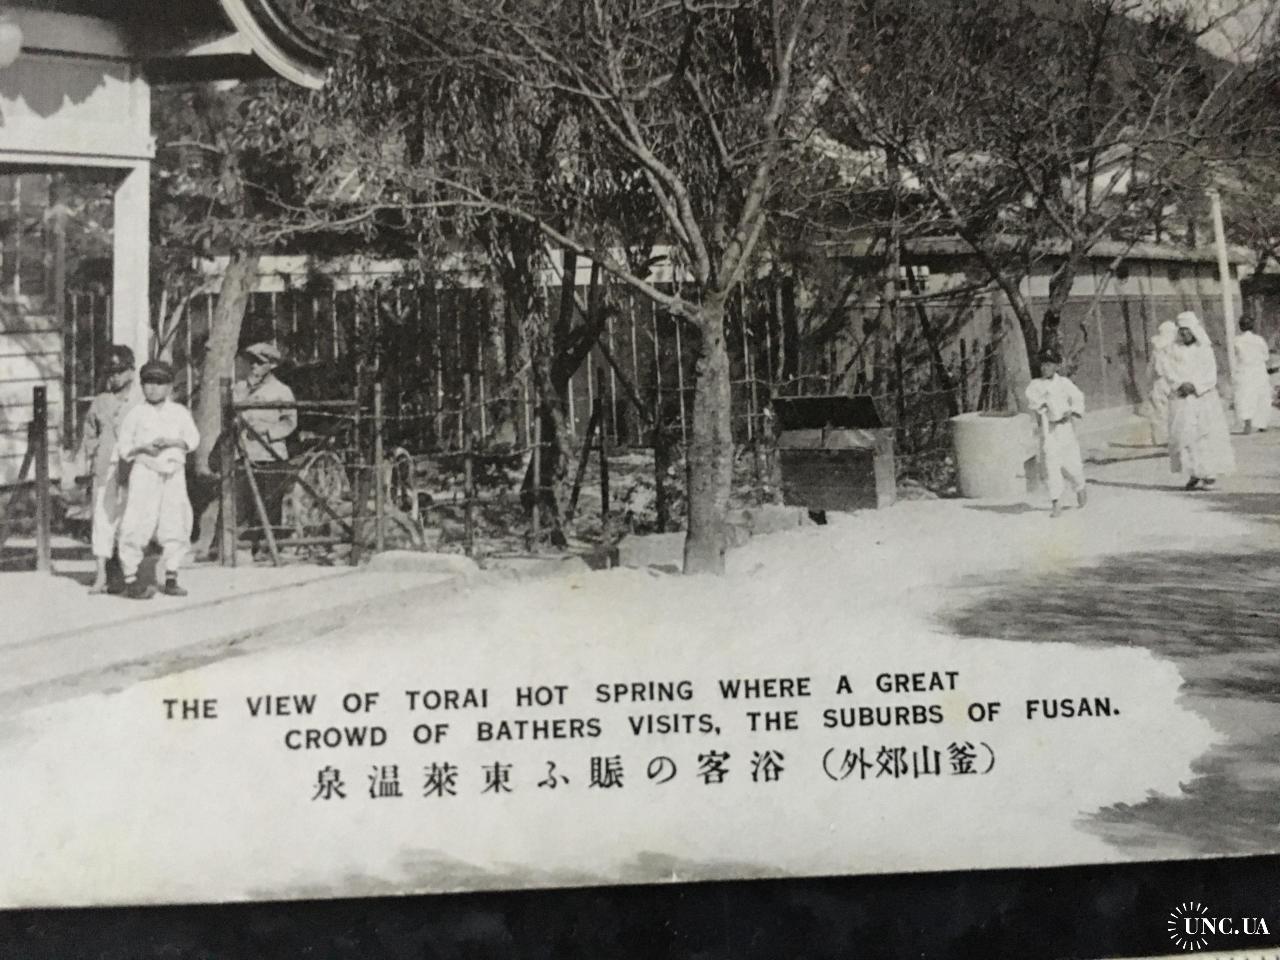 THE VIEW OF TORAI HOT SPRING WHERE A GREAT
CROWD OF BATHERS VISITS, THE SUBURBS OF FUSAN.
（釜山郊外）浴客の賑ふ東萊温泉
UNC.UA